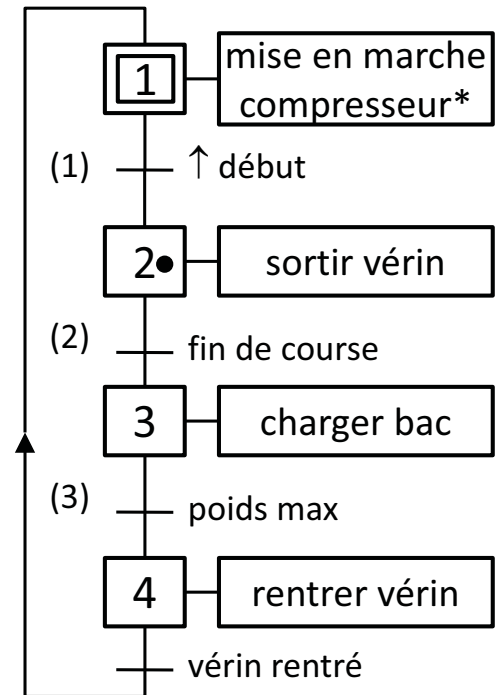 1
mise en marche
compresseur*
(1)
↑ début
2
sortir vérin
(2)
fin de course
3
charger bac
(3)
poids max
4
rentrer vérin
vérin rentré